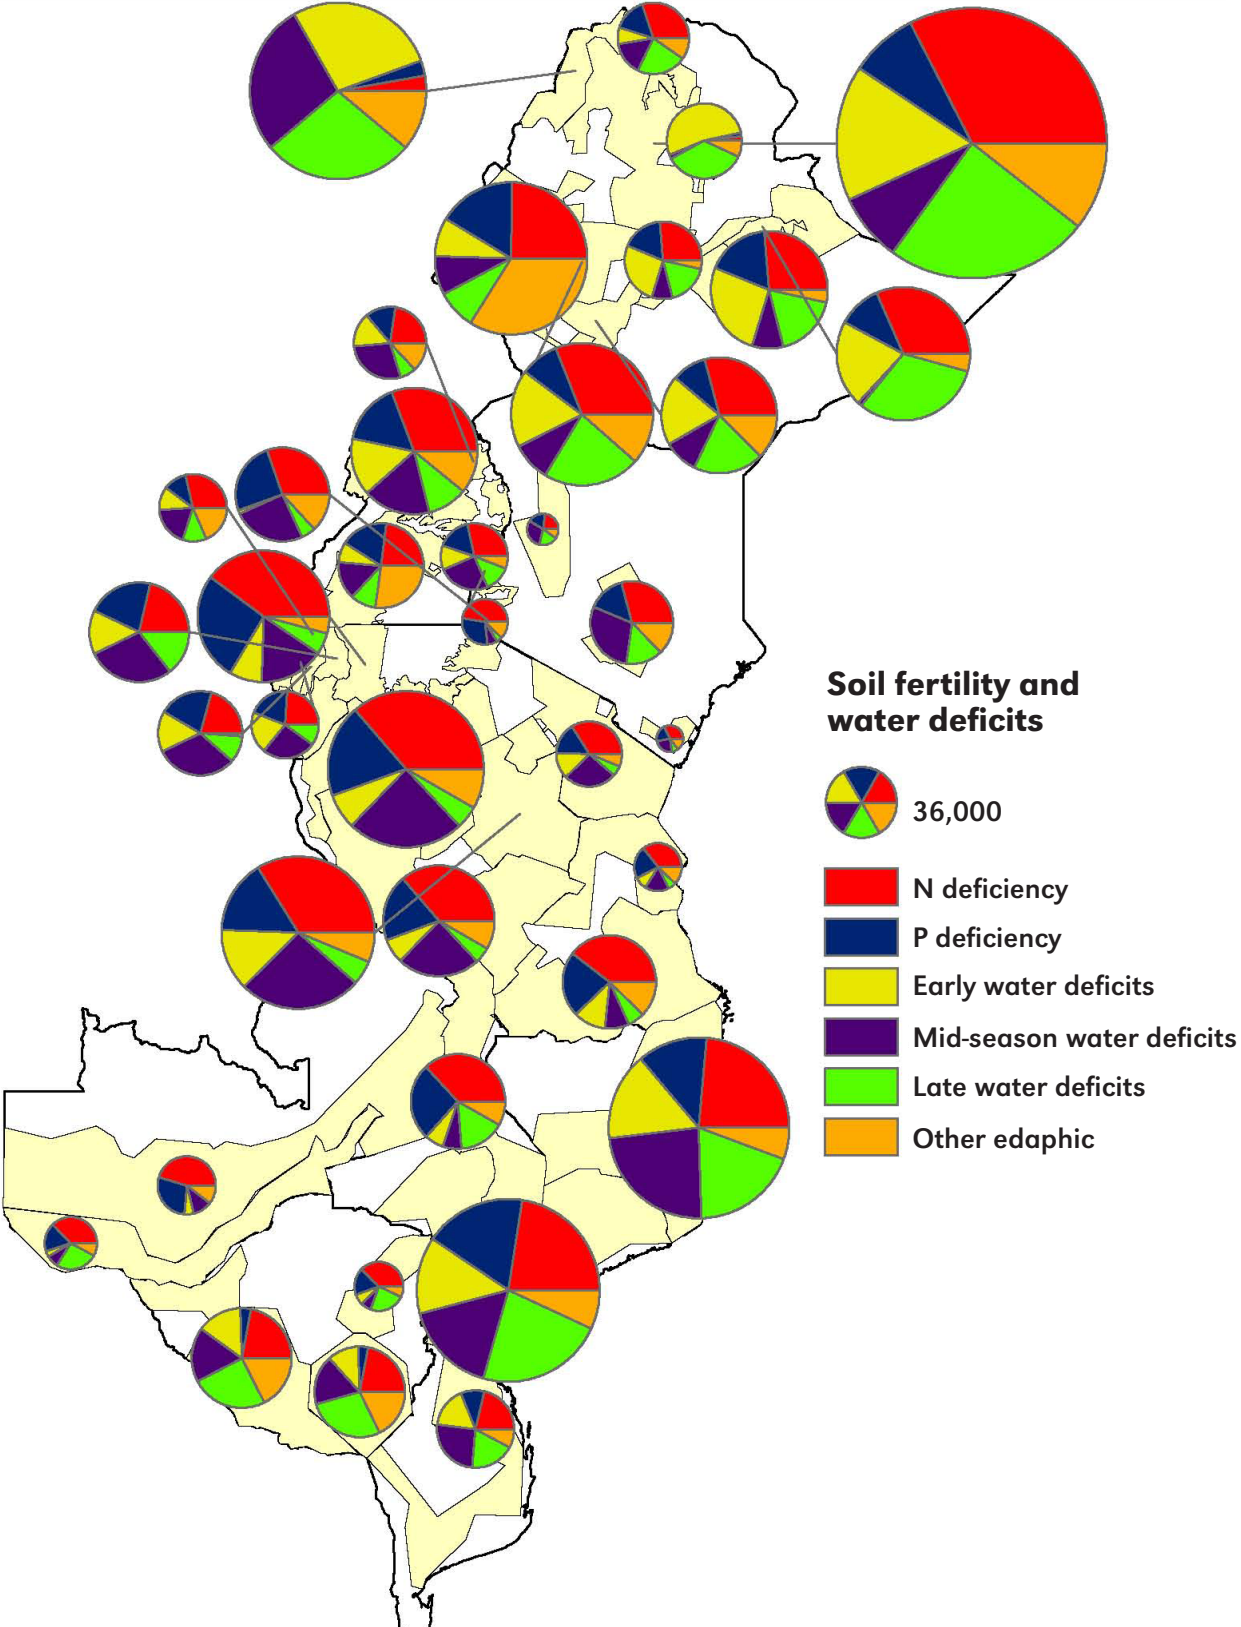 Soil fertility and
water deficits
36,000
N deficiency
P deficiency
Early water deficits
Mid-season water deficits
Late water deficits
Other edaphic